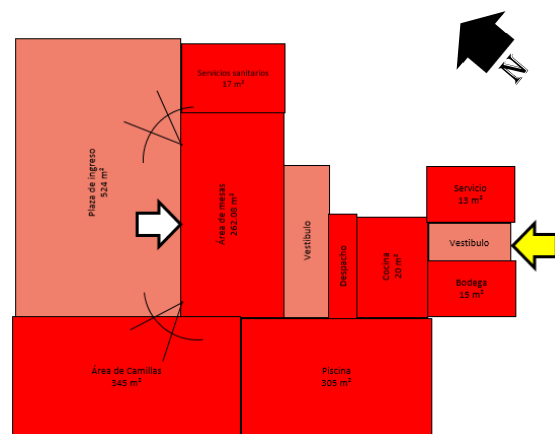 N
Servicios sanitarios
17 m²
Plaza de ingreso
524 m²
Área de mesas
262.08 m²
Vestíbulo
Despacho
Cocina
20 m²
Servicio
13 m²
Vestíbulo
Bodega
15 m²
Área de Camillas
345 m²
Piscina
305 m²